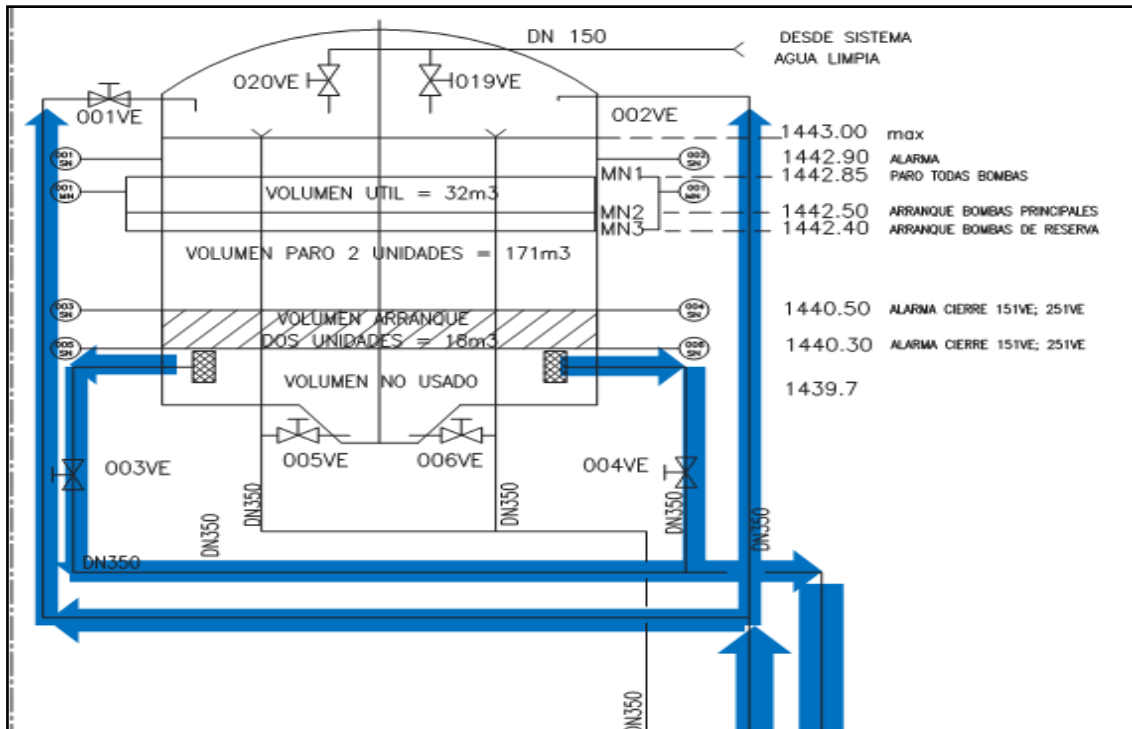 DN 150
DESDE SISTEMA
AGUA LIMPIA
020VE
019VE
001VE
002VE
1443.00 max
001 SN
002 SN
1442.90 ALARMA
MN1
1442.85 PARO TODAS BOMBAS
001 MN
VOLUMEN UTIL = 32m3
001 MN
MN2
1442.50 ARRANQUE BOMBAS PRINCIPALES
MN3
1442.40 ARRANQUE BOMBAS DE RESERVA
VOLUMEN PARO 2 UNIDADES = 171m3
003 SN
004 SN
1440.50 ALARMA CIERRE 151VE; 251VE
VOLUMEN ARRANQUE
DOS UNIDADES = 18m3
005 SN
006 SN
1440.30 ALARMA CIERRE 151VE; 251VE
VOLUMEN NO USADO
1439.7
005VE
006VE
003VE
004VE
DN350
DN350
DN350
DN350
DN350
DN350
DN350